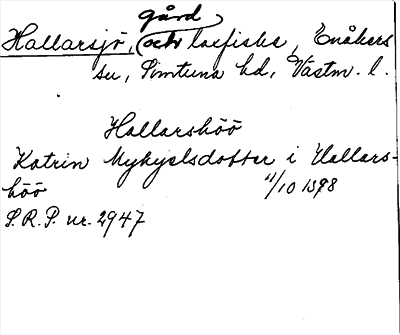 gård
Hallarsjö, (och laxfiske, Enåkers
sn, Simtuna hd, Västm. l.
Hallarshöö
Katrin Mykyelsdotter i Hallars-
höö 11/10 1398
S.R.P. nr. 2947